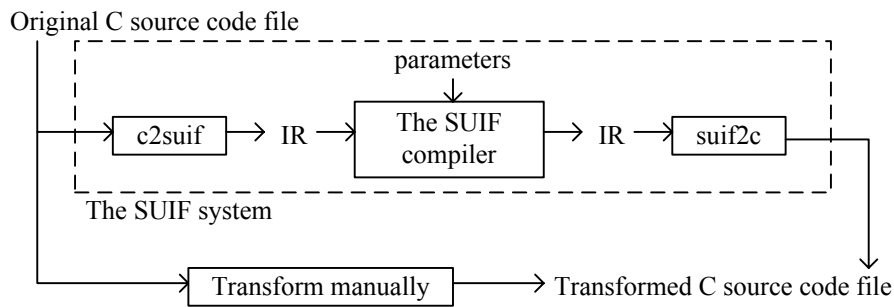 Original C source code file
parameters
c2suif
IR
The SUIF
compiler
IR
suif2c
The SUIF system
Transform manually
Transformed C source code file